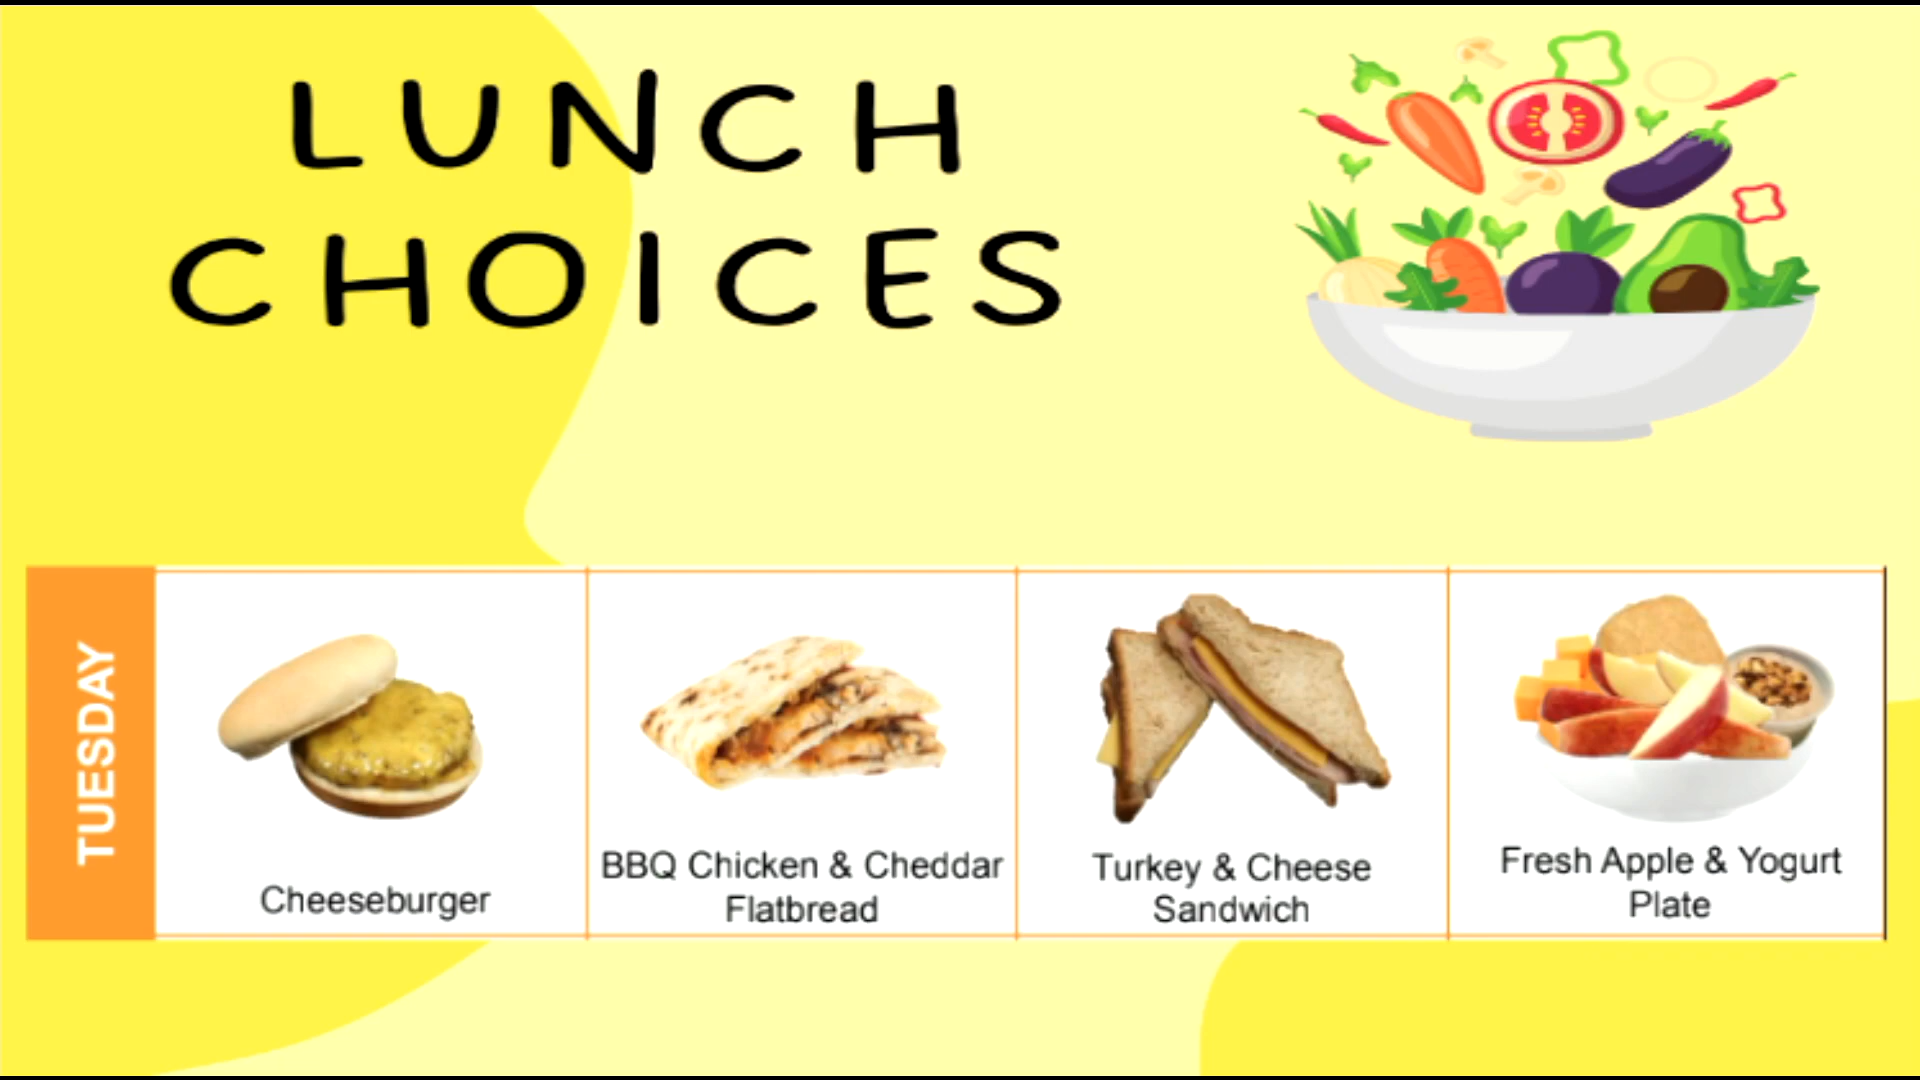 LUNCH
CHOICES
TUESDAY
Cheeseburger
BBQ Chicken & Cheddar
Flatbread
Turkey & Cheese
Sandwich
Fresh Apple & Yogurt
Plate